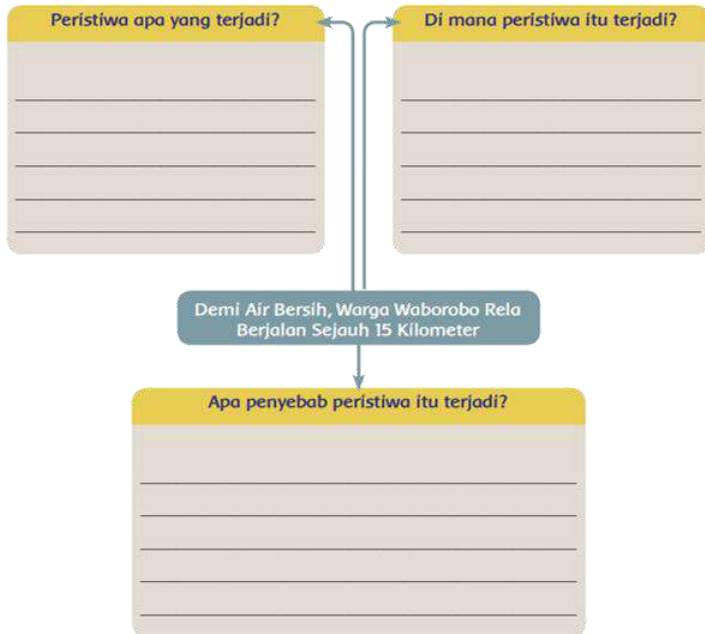 Peristiwa apa yang terjadi?
Di mana peristiwa itu terjadi?
Demi Air Bersih, Warga Waborobo Rela
Berjalan Sejauh 15 Kilometer
Apa penyebab peristiwa itu terjadi?